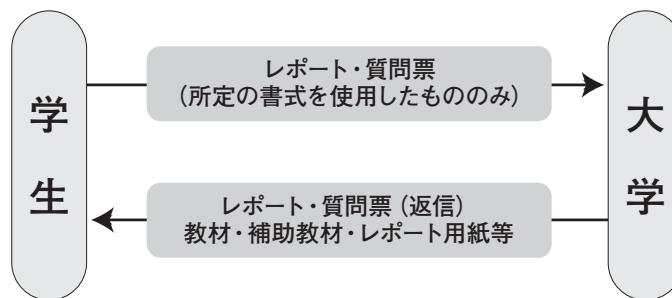 学生
レポート・質問票
(所定の書式を使用したもののみ)
大学
レポート・質問票(返信)
教材・補助教材・レポート用紙等